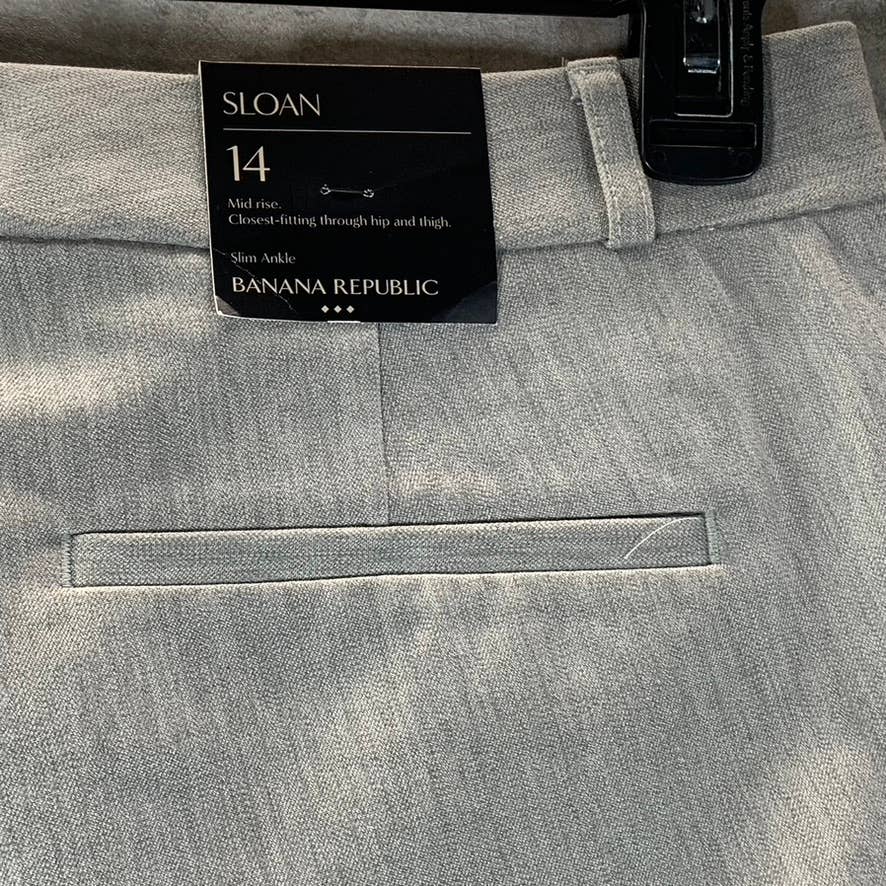 SLOAN
14
Mid rise.
Closest-fitting through hip and thigh.
Slim Ankle
BANANA REPUBLIC